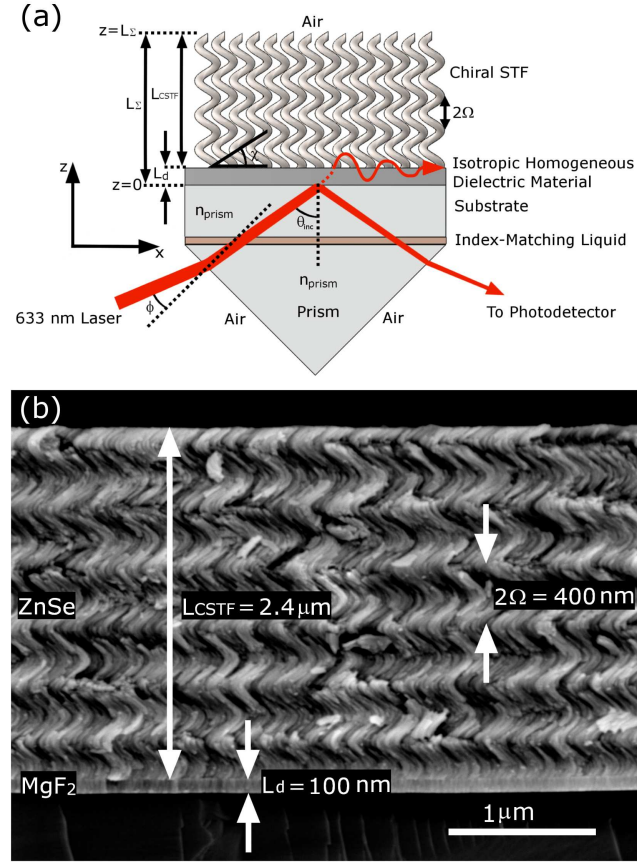 (a)
Air
z=LΣ
Chiral STF
LΣ
LCSTF
2Ω
Ld
χ
z
z=0
Isotropic Homogeneous
Dielectric Material
nprism
Substrate
θinc
Index-Matching Liquid
x
nprism
ϕ
Prism
To Photodetector
633 nm Laser
Air
Air
(b)
ZnSe
LCSTF = 2.4 μm
2Ω = 400 nm
MgF2
Ld = 100 nm
1μm